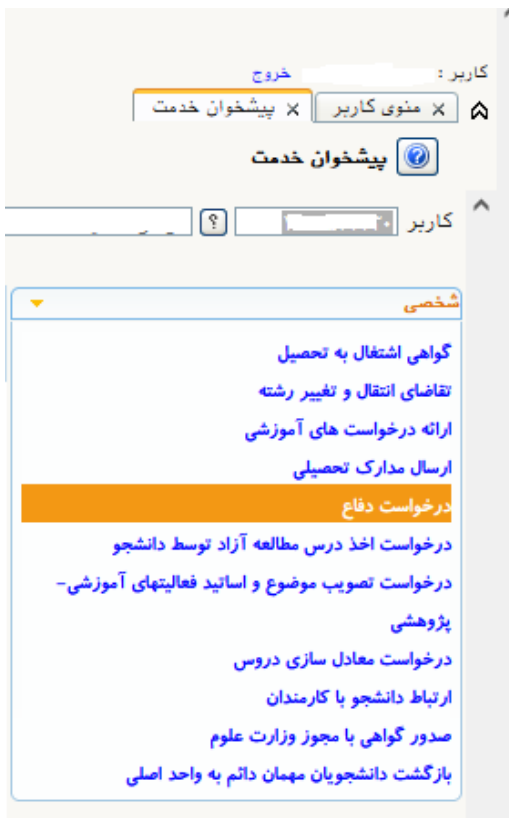 کاربر : خروج
منوی کاربر پیشخوان خدمت
پیشخوان خدمت
کاربر ?
شخصی
گواهی اشتغال به تحصیل
تقاضای انتقال و تغییر رشته
ارائه درخواست های آموزشی
ارسال مدارک تحصیلی
درخواست دفاع
درخواست اخذ درس مطالعه آزاد توسط دانشجو
درخواست تصویب موضوع و اساتید فعالیتهای آموزشی-
پژوهشی
درخواست معادل سازی دروس
ارتباط دانشجو با کارمندان
صدور گواهی با مجوز وزارت علوم
بازگشت دانشجویان مهمان دائم به واحد اصلی